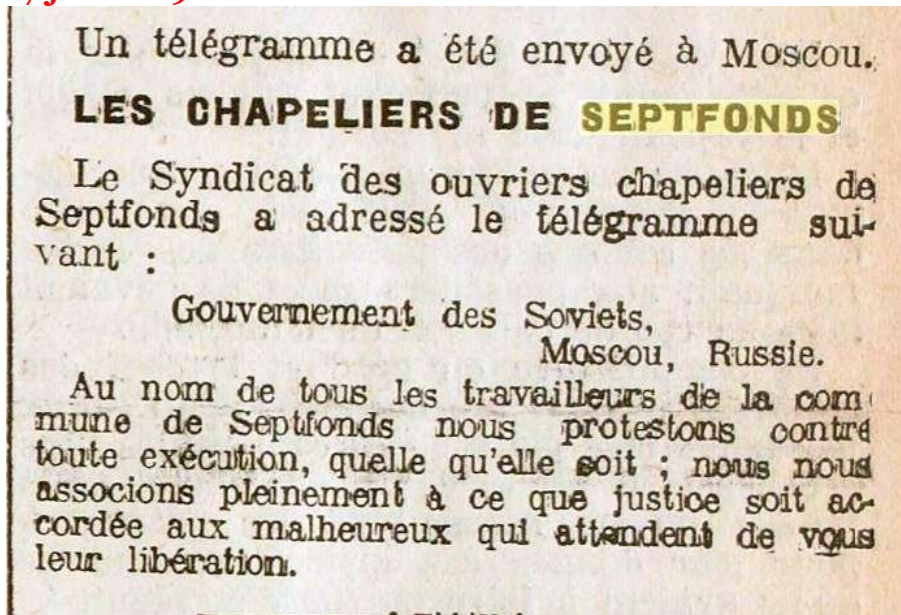 Un télégramme a été envoyé à Moscou.
LES CHAPELIERS DE SEPTFONDS
Le Syndicat des ouvriers chapeliers de
Septfonds a adressé le télégramme sui-
vant :
Gouvernement des Soviets,
Moscou, Russie.
Au nom de tous les travailleurs de la com
mune de Septfonds nous protestons contre
toute exécution, quelle qu'elle soit ; nous nous
associons pleinement à ce que justice soit ac-
cordée aux malheureux qui attendent de vous
leur libération.